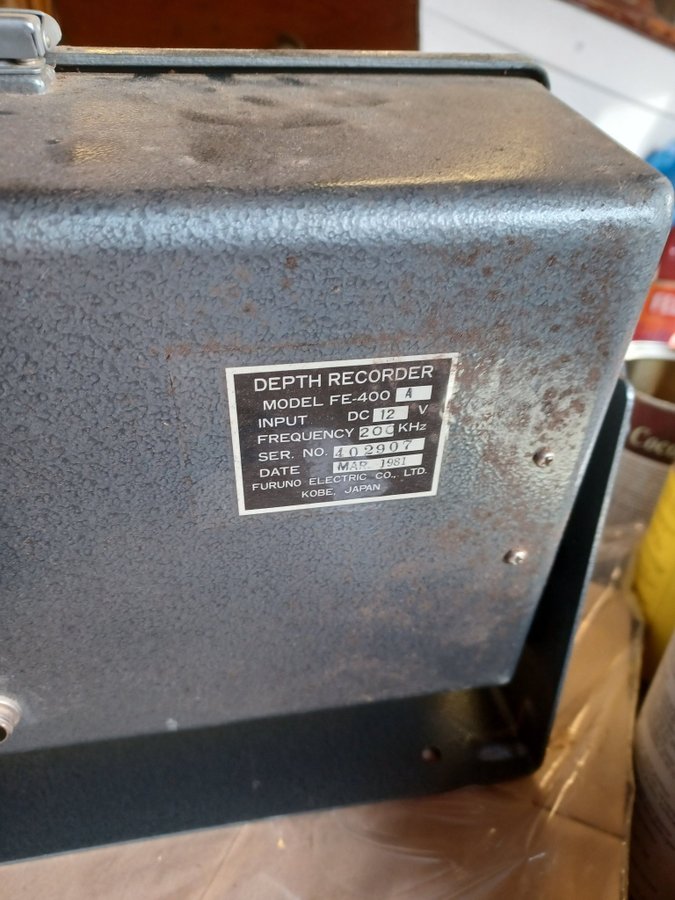 DEPTH RECORDER
MODEL FE-400 A
INPUT DC 12 V
FREQUENCY 200 KHz
SER. NO. 402907
DATE MAR 1981
FURUNO ELECTRIC CO., LTD.
KOBE, JAPAN